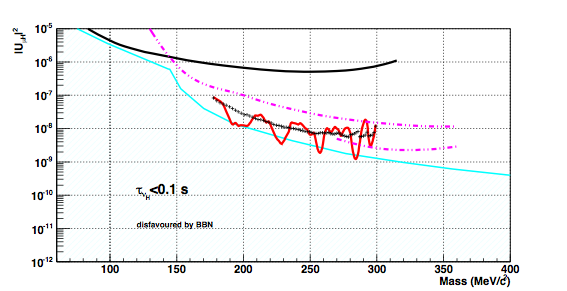 |U_μH|²
10⁻⁵
10⁻⁶
10⁻⁷
10⁻⁸
10⁻⁹
10⁻¹⁰
10⁻¹¹
10⁻¹²
τ_νH<0.1 s
disfavoured by BBN
100 150 200 250 300 350 400
Mass (MeV/c²)